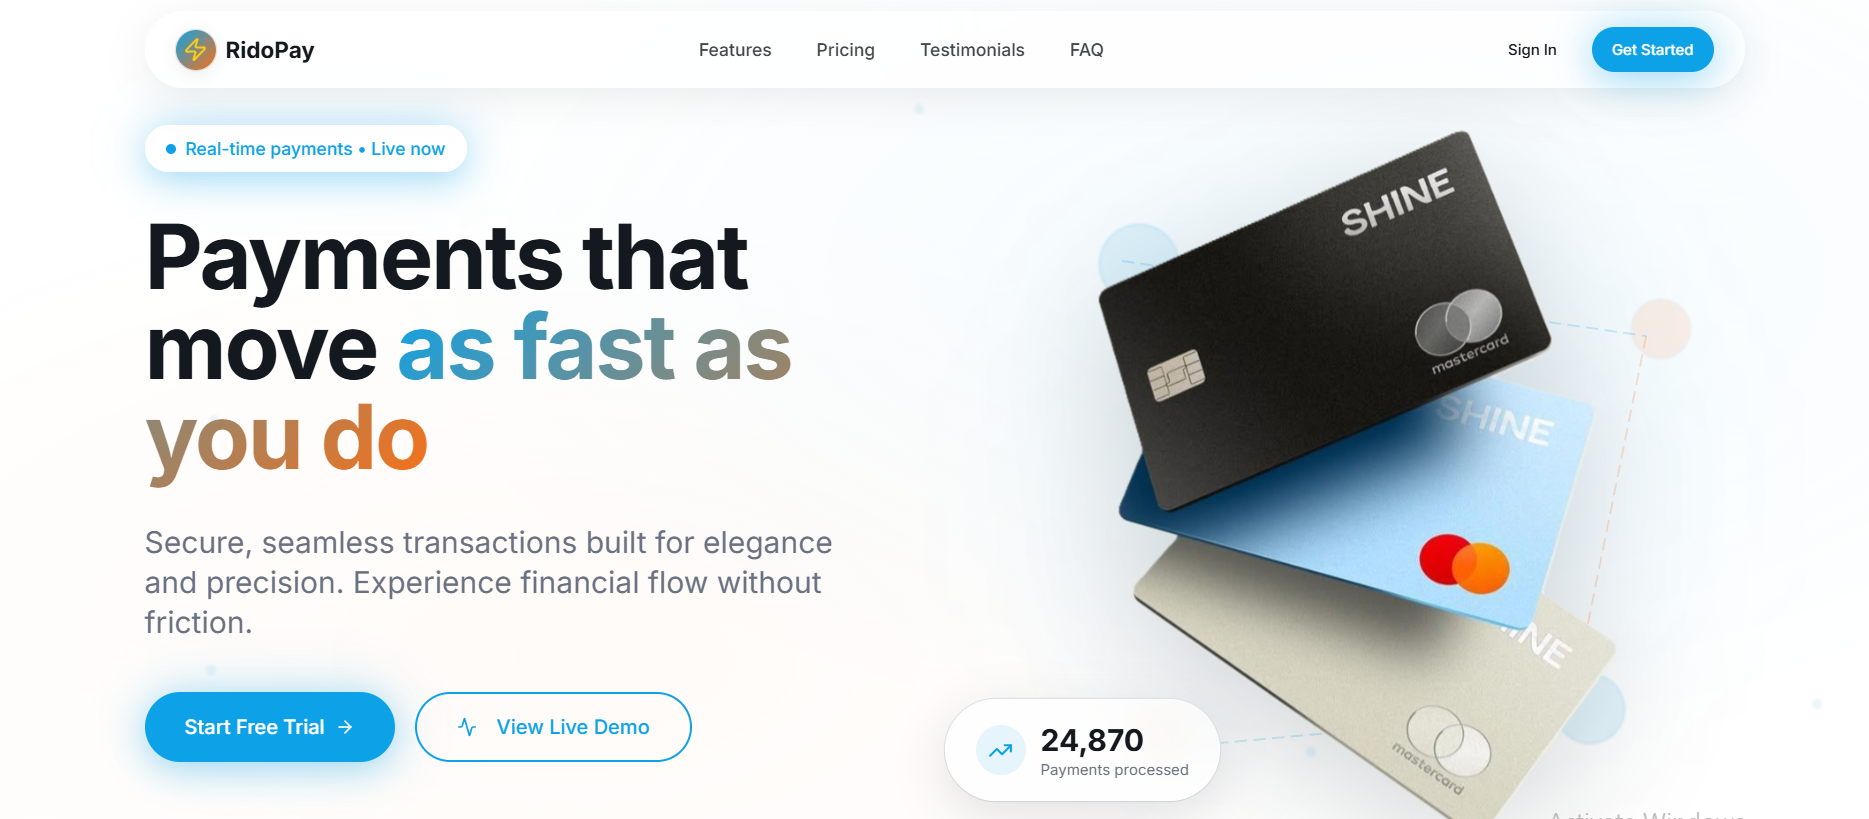 RidoPay
Features
Pricing
Testimonials
FAQ
Sign In
Get Started
Real-time payments • Live now
Payments that
move as fast as
you do
Secure, seamless transactions built for elegance
and precision. Experience financial flow without
friction.
Start Free Trial →
View Live Demo
SHINE
mastercard
SHINE
mastercard
24,870
Payments processed
Activate Windows